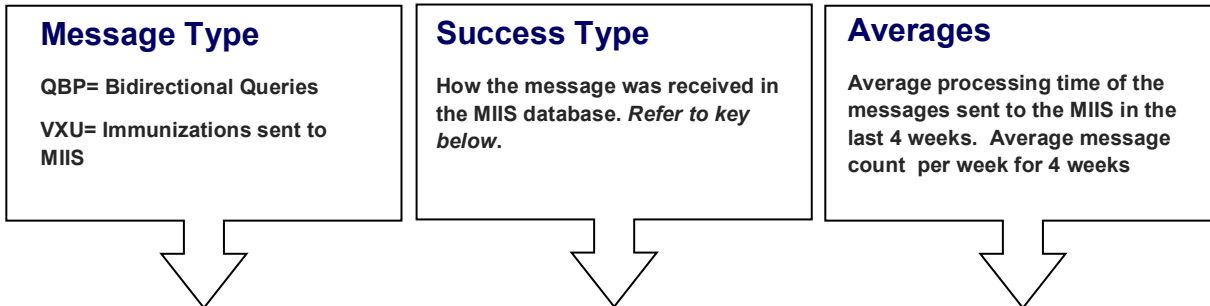 Message Type
QBP= Bidirectional Queries
VXU= Immunizations sent to
MIIS
Success Type
How the message was received in
the MIIS database. Refer to key
below.
Averages
Average processing time of the
messages sent to the MIIS in the
last 4 weeks. Average message
count per week for 4 weeks